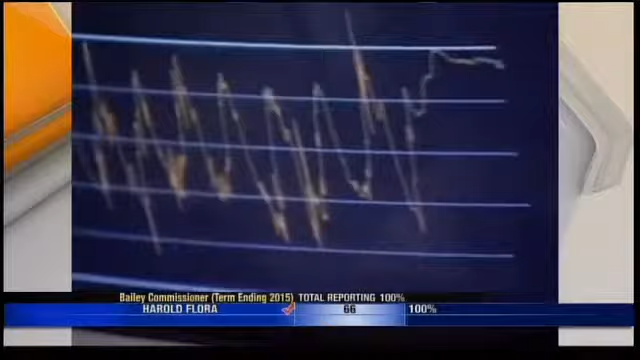 Bailey Commissioner (Term Ending 2015) TOTAL REPORTING 100%
HAROLD FLORA 66 100%